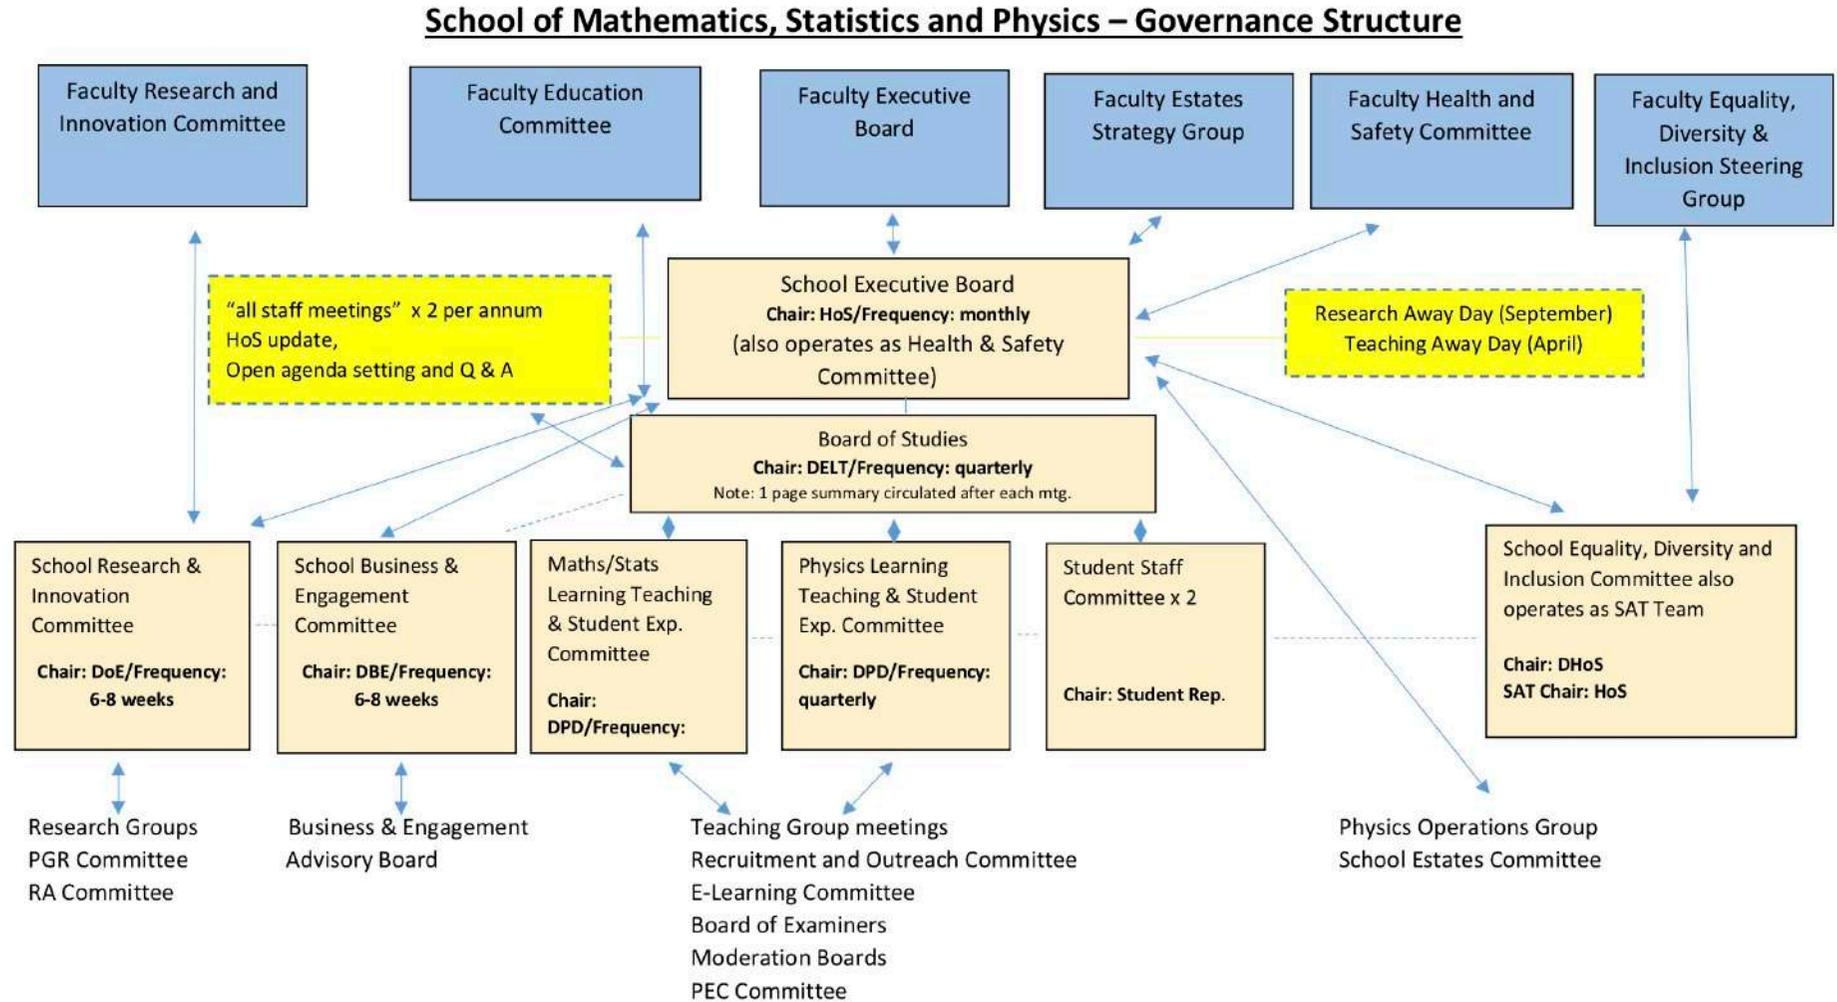 School of Mathematics, Statistics and Physics – Governance Structure
Faculty Research and
Innovation Committee
Faculty Education
Committee
Faculty Executive
Board
Faculty Estates
Strategy Group
Faculty Health and
Safety Committee
Faculty Equality,
Diversity &
Inclusion Steering
Group
“all staff meetings” x 2 per annum
HoS update,
Open agenda setting and Q & A
School Executive Board
Chair: HoS/Frequency: monthly
(also operates as Health & Safety
Committee)
Research Away Day (September)
Teaching Away Day (April)
Board of Studies
Chair: DELT/Frequency: quarterly
Note: 1 page summary circulated after each mtg.
School Research &
Innovation
Committee
Chair: DoE/Frequency:
6-8 weeks
School Business &
Engagement
Committee
Chair: DBE/Frequency:
6-8 weeks
Maths/Stats
Learning Teaching
& Student Exp.
Committee
Chair:
DPD/Frequency:
Physics Learning
Teaching & Student
Exp. Committee
Chair: DPD/Frequency:
quarterly
Student Staff
Committee x 2
Chair: Student Rep.
School Equality, Diversity and
Inclusion Committee also
operates as SAT Team
Chair: DHoS
SAT Chair: HoS
Research Groups
PGR Committee
RA Committee
Business & Engagement
Advisory Board
Teaching Group meetings
Recruitment and Outreach Committee
E-Learning Committee
Board of Examiners
Moderation Boards
PEC Committee
Physics Operations Group
School Estates Committee